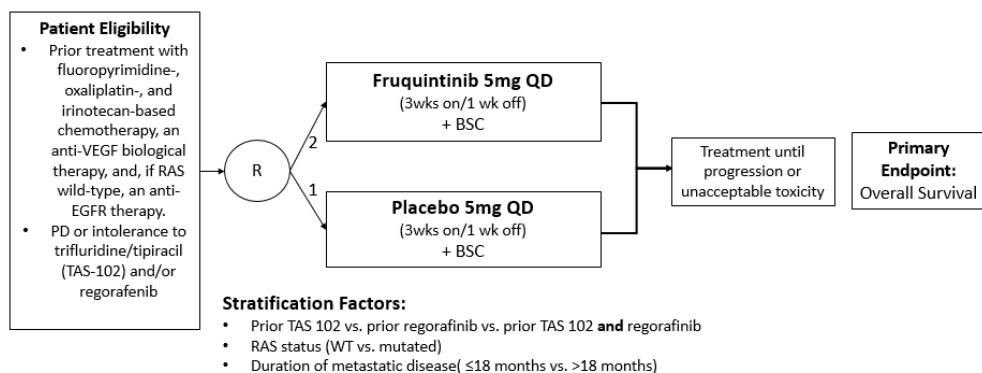 Patient Eligibility
• Prior treatment with
fluoropyrimidine-,
oxaliplatin-, and
irinotecan-based
chemotherapy, an
anti-VEGF biological
therapy, and, if RAS
wild-type, an anti-
EGFR therapy.
• PD or intolerance to
trifluridine/tipiracil
(TAS-102) and/or
regorafenib
R
2
1
Fruquintinib 5mg QD
(3wks on/1 wk off)
+ BSC
Placebo 5mg QD
(3wks on/1 wk off)
+ BSC
Treatment until
progression or
unacceptable toxicity
Primary
Endpoint:
Overall Survival
Stratification Factors:
• Prior TAS 102 vs. prior regorafinib vs. prior TAS 102 and regorafinib
• RAS status (WT vs. mutated)
• Duration of metastatic disease( ≤18 months vs. >18 months)